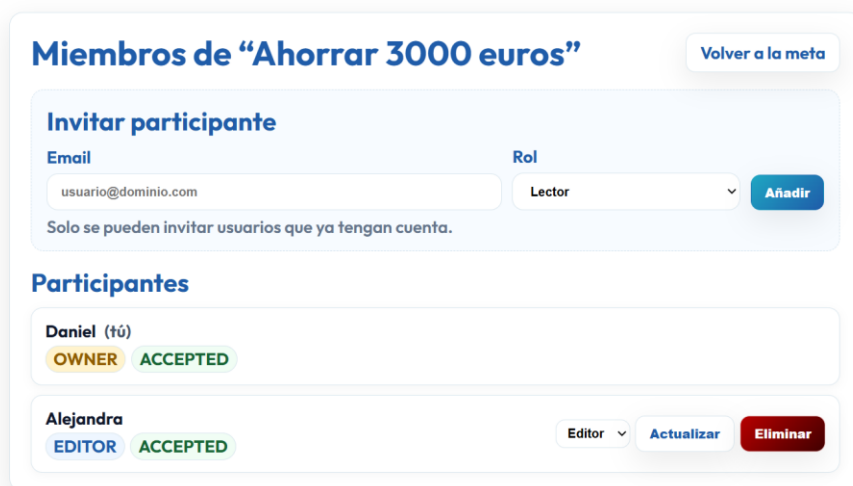 Miembros de “Ahorrar 3000 euros”
Volver a la meta
Invitar participante
Email
Rol
usuario@dominio.com
Lector
Añadir
Solo se pueden invitar usuarios que ya tengan cuenta.
Participantes
Daniel (tú)
OWNER ACCEPTED
Alejandra
EDITOR ACCEPTED
Editor
Actualizar
Eliminar